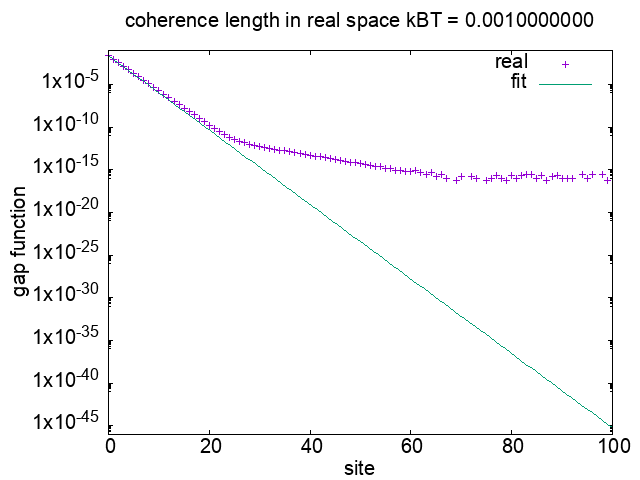 coherence length in real space kBT = 0.0010000000
real
fit
1x10^-5
1x10^-10
1x10^-15
1x10^-20
1x10^-25
1x10^-30
1x10^-35
1x10^-40
1x10^-45
gap function
0 20 40 60 80 100
site